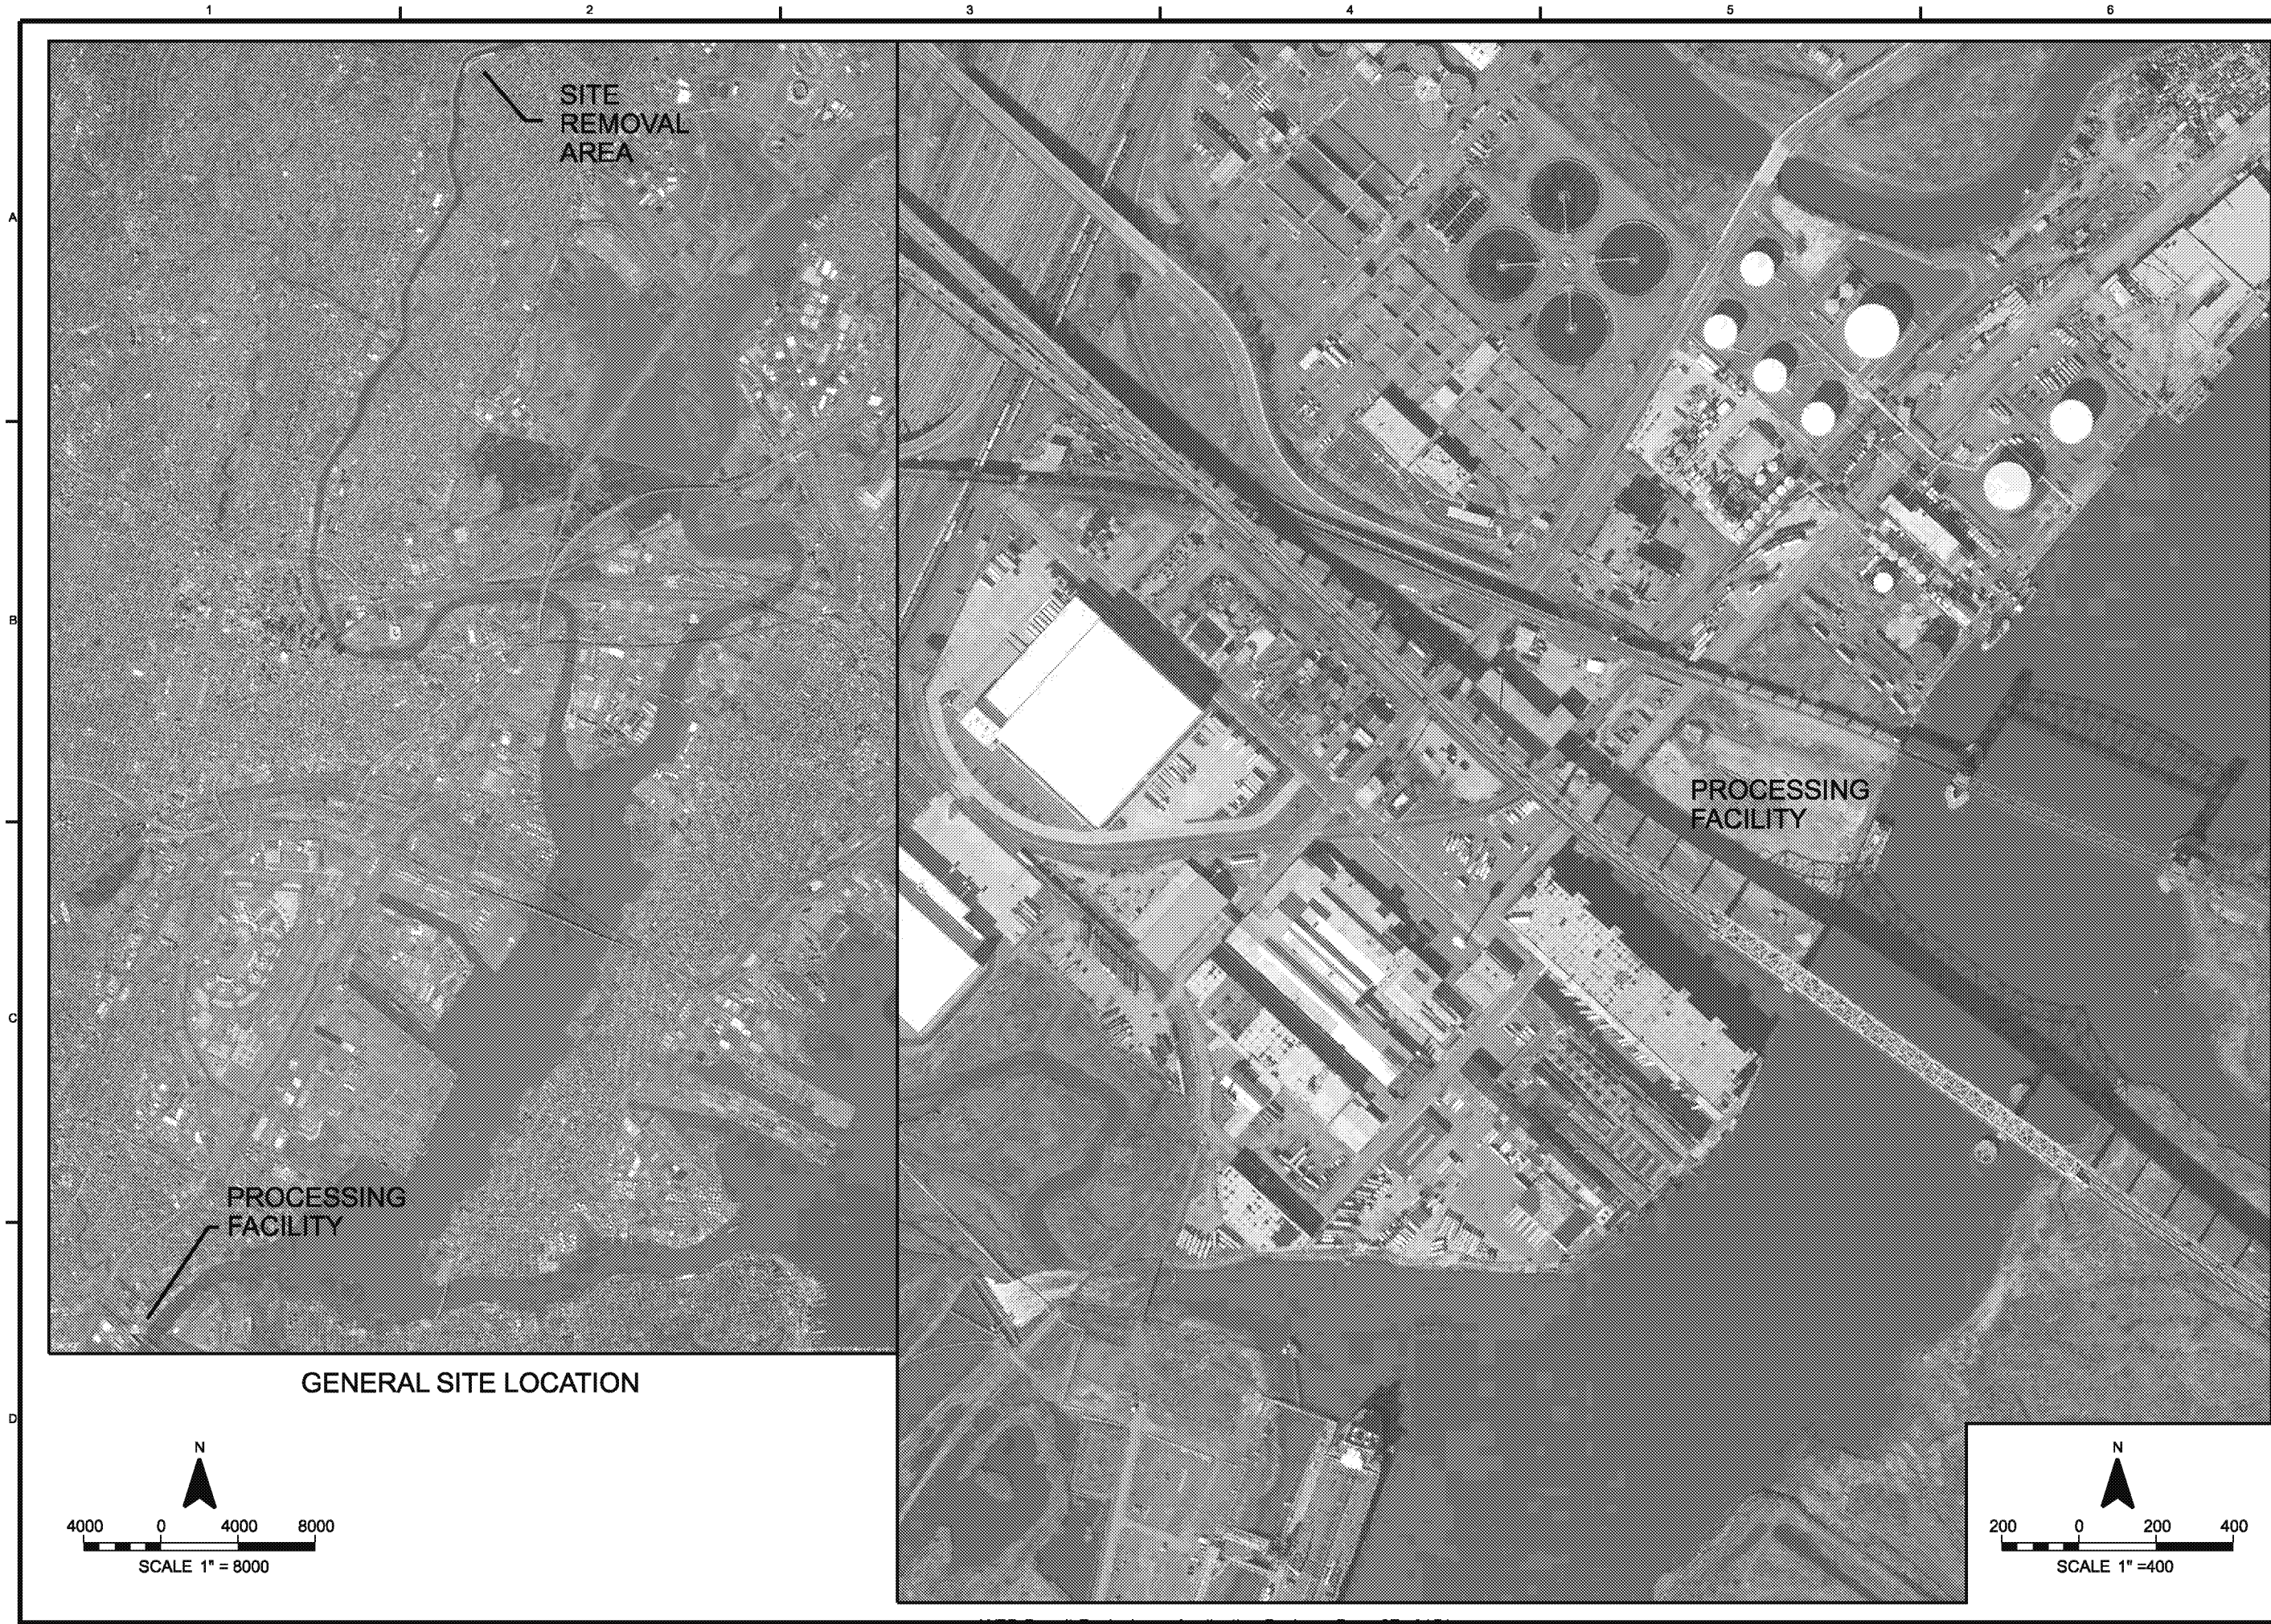 1 2 3 4 5 6
A
B
C
D
SITE
REMOVAL
AREA
PROCESSING
FACILITY
GENERAL SITE LOCATION
N
4000 0 4000 8000
SCALE 1" = 8000
PROCESSING
FACILITY
N
200 0 200 400
SCALE 1" =400